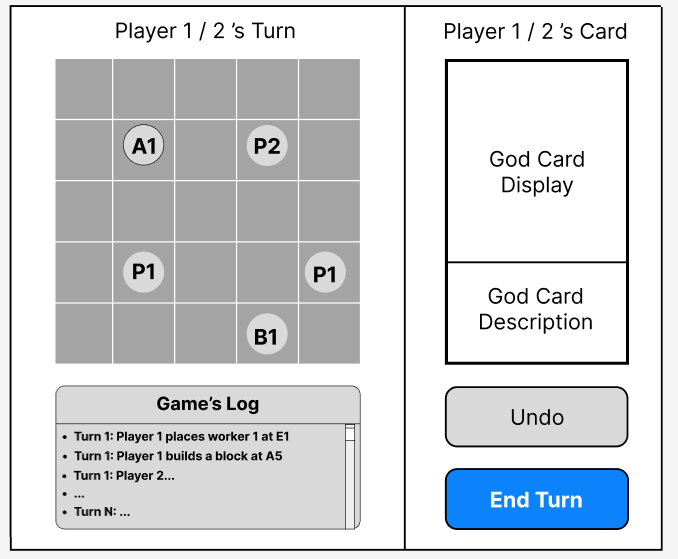 Player 1 / 2 ’s Turn
A1
P2
P1
P1
B1
Game’s Log
• Turn 1: Player 1 places worker 1 at E1
• Turn 1: Player 1 builds a block at A5
• Turn 1: Player 2...
• ...
• Turn N: ...
Player 1 / 2 ’s Card
God Card
Display
God Card
Description
Undo
End Turn